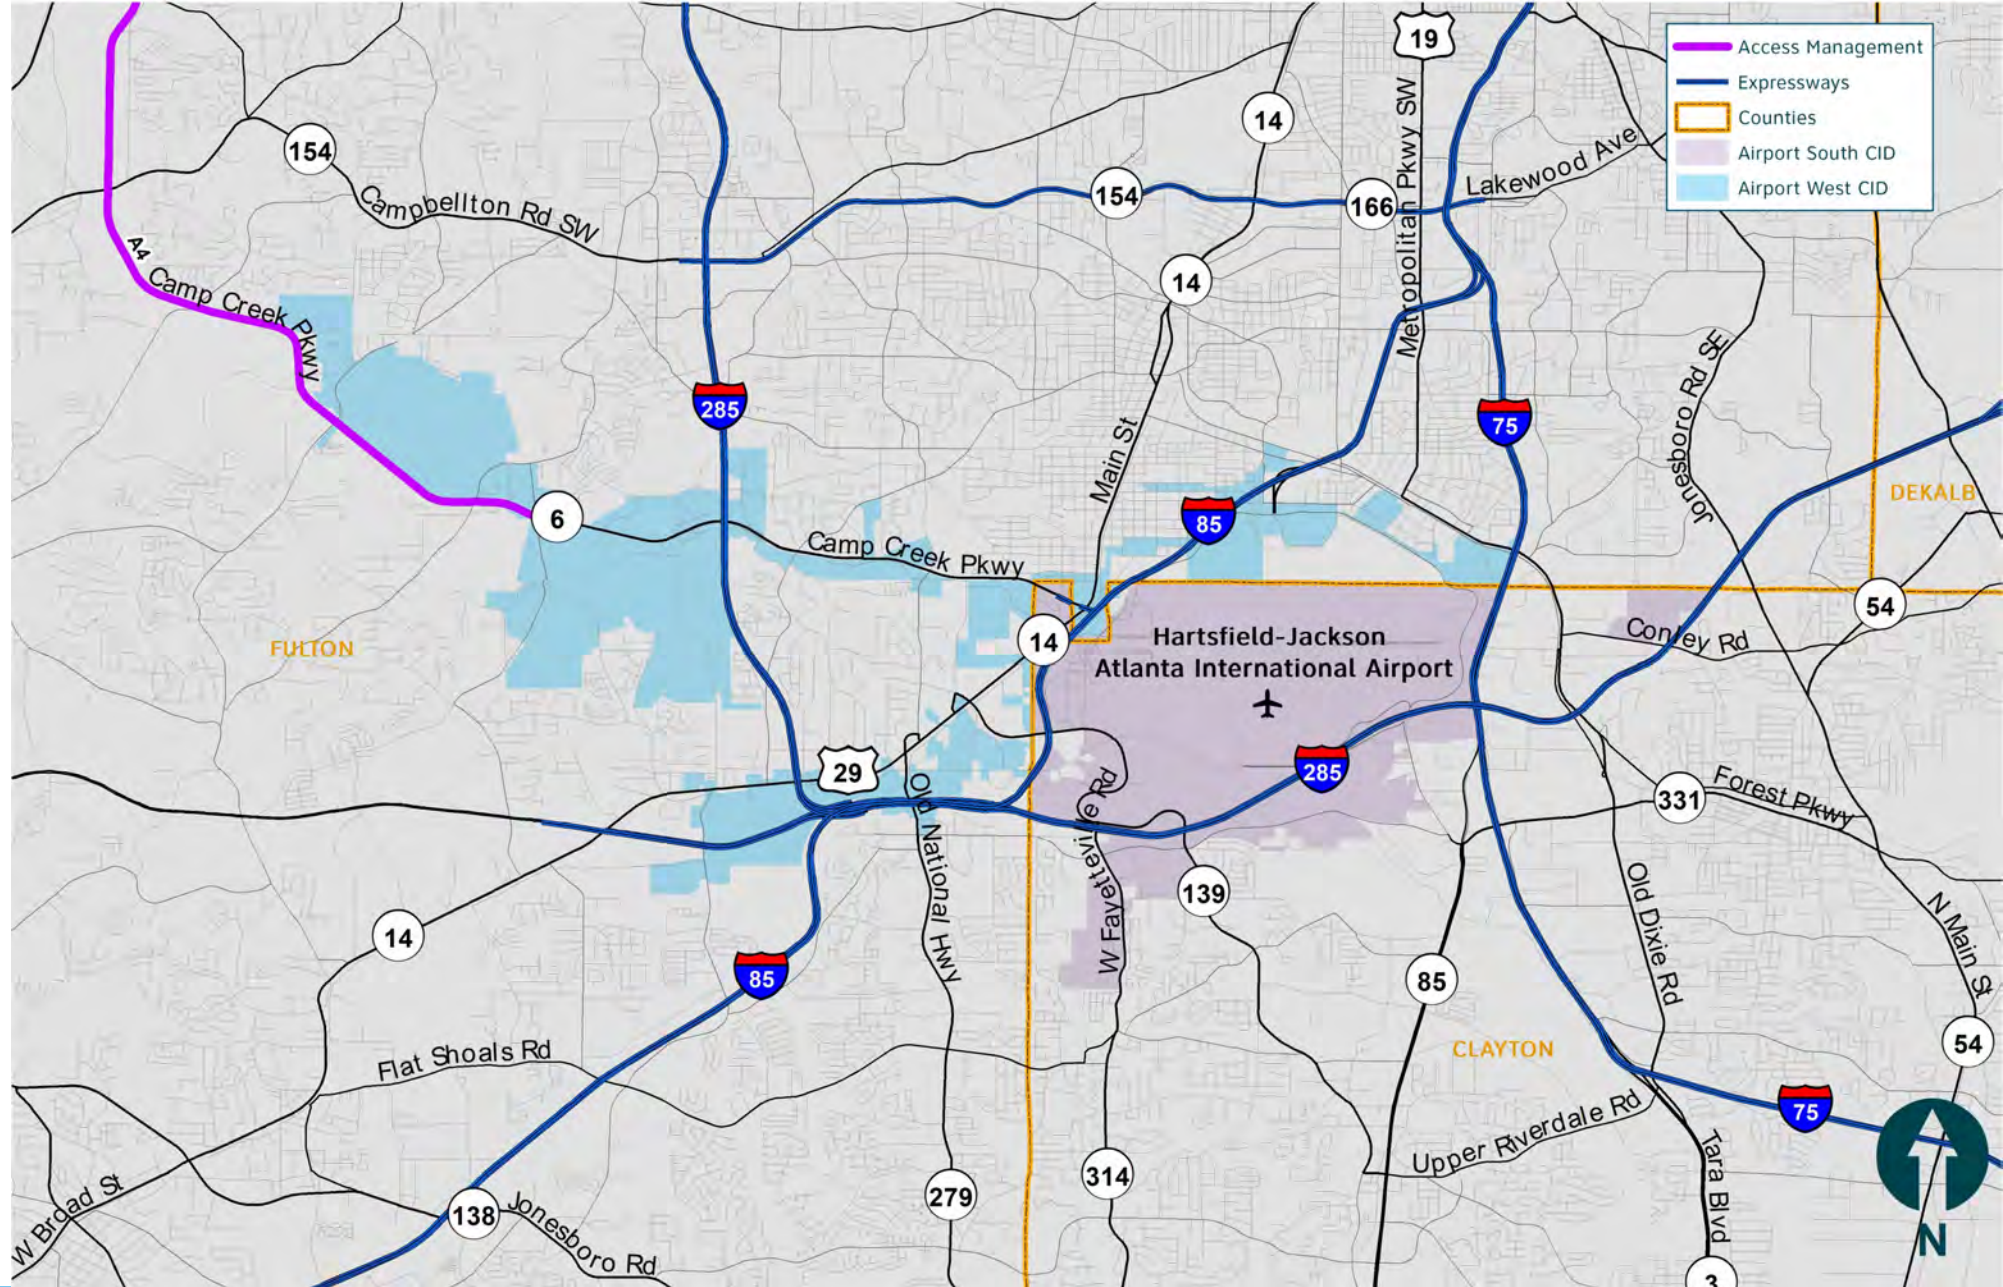 19
Access Management
Expressways
Counties
Airport South CID
Airport West CID
14
154
Metropolitan Pkwy SW
Lakewood Ave
Campbellton Rd SW
154
166
A4
Camp Creek Pkwy
14
Jonesboro Rd SE
285
75
Main St
DEKALB
6
85
Camp Creek Pkwy
54
FULTON
14
Hartsfield-Jackson
Atlanta International Airport
Conley Rd
29
285
Old National Hwy
W Fayetteville Rd
331
Forest Pkwy
139
Old Dixie Rd
N Main St
14
85
85
54
Flat Shoals Rd
CLAYTON
75
Upper Riverdale Rd
Tara Blvd
314
279
W Broad St
138
Jonesboro Rd
N
3